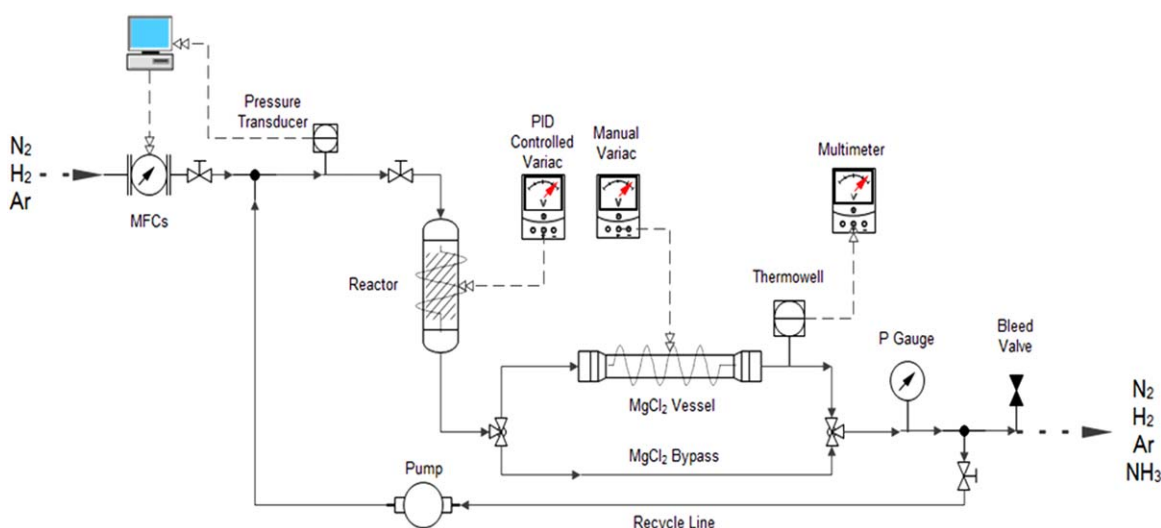 Pressure
Transducer
PID
Controlled
Variac
Manual
Variac
Multimeter
N2
H2
Ar
MFCs
V
V
V
Reactor
Thermowell
P Gauge
Bleed
Valve
MgCl2 Vessel
MgCl2 Bypass
N2
H2
Ar
NH3
Pump
Recycle Line